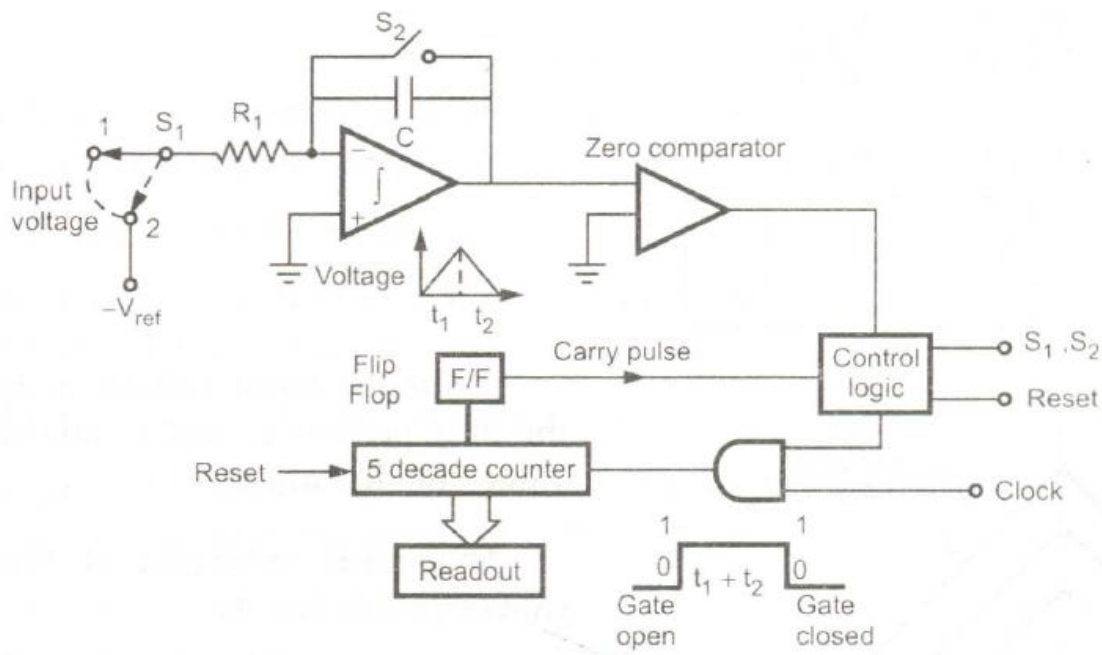 S2
C
R1
1
S1
Input
voltage
2
–Vref
−
∫
+
Zero comparator
Voltage
t1 t2
Flip
Flop
F/F
Carry pulse
Control
logic
S1 ,S2
Reset
Reset
5 decade counter
Clock
Readout
1 1
0 t1 + t2 0
Gate
open
Gate
closed